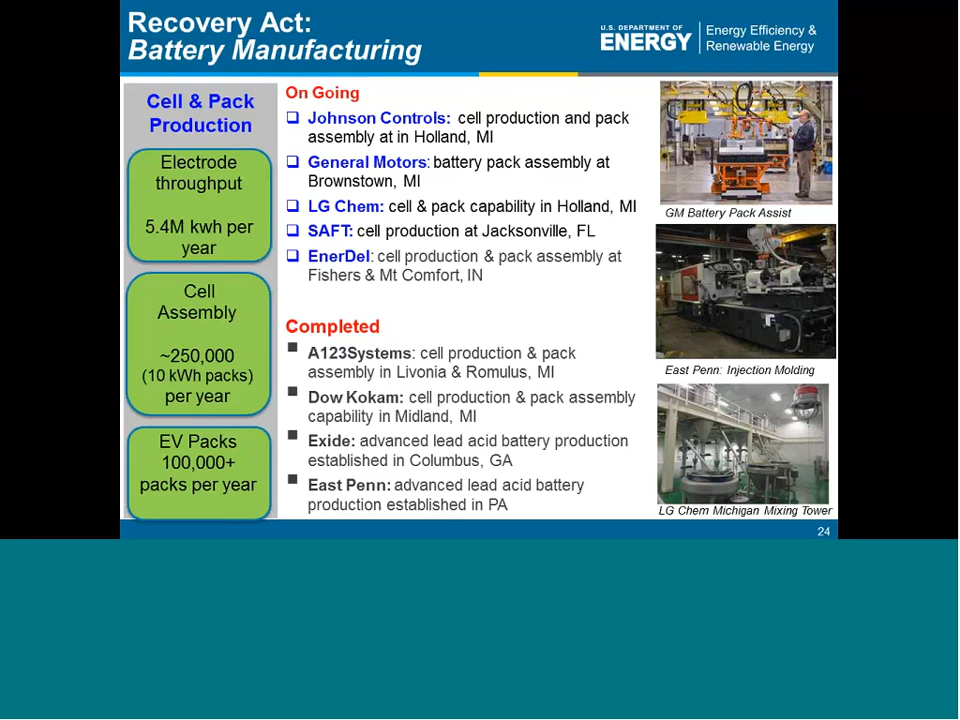 Recovery Act:
Battery Manufacturing
U.S. DEPARTMENT OF
ENERGY
Energy Efficiency &
Renewable Energy
Cell & Pack
Production
Electrode
throughput
5.4M kwh per
year
Cell
Assembly
~250,000
(10 kWh packs)
per year
EV Packs
100,000+
packs per year
On Going
Johnson Controls: cell production and pack
assembly at in Holland, MI
General Motors: battery pack assembly at
Brownstown, MI
LG Chem: cell & pack capability in Holland, MI
SAFT: cell production at Jacksonville, FL
EnerDel: cell production & pack assembly at
Fishers & Mt Comfort, IN
Completed
A123Systems: cell production & pack
assembly in Livonia & Romulus, MI
Dow Kokam: cell production & pack assembly
capability in Midland, MI
Exide: advanced lead acid battery production
established in Columbus, GA
East Penn: advanced lead acid battery
production established in PA
GM Battery Pack Assist
East Penn: Injection Molding
LG Chem Michigan Mixing Tower
24